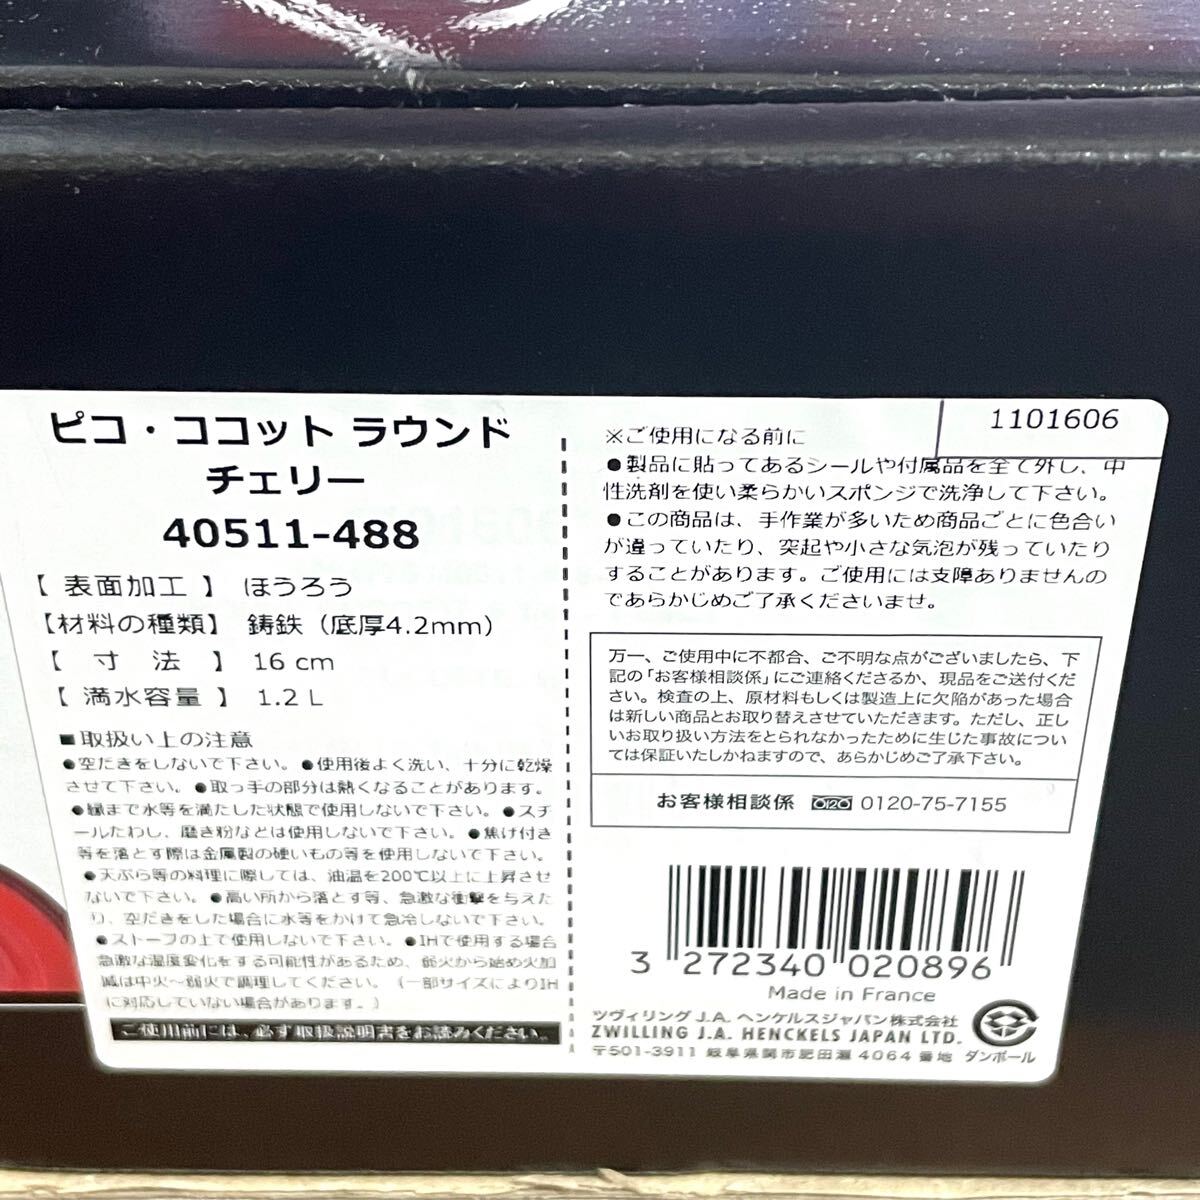 ピコ・ココット ラウンド
チェリー
40511-488
【 表面加工 】 ほうろう
【材料の種類】 鋳鉄（底厚4.2mm）
【 寸 法 】 16 cm
【 満水容量 】 1.2 L
■取扱い上の注意
●空だきをしないで下さい。●使用後よく洗い、十分に乾燥
させて下さい。●取っ手の部分は熱くなることがあります。
●縁まで水等を満たした状態で使用しないで下さい。●スチ
ールたわし、磨き粉などは使用しないで下さい。●焦げ付き
等を落とす際は金属製の硬いもの等を使用しないで下さい。
●天ぷら等の料理に際しては、油温を200℃以上に上昇させ
ないで下さい。●高い所から落とす等、急激な衝撃を与えた
り、空だきをした場合に水等をかけて急冷しないで下さい。
●ストーブの上で使用しないで下さい。●IHで使用する場合
急激な温度変化をする可能性があるため、弱火から始め火加
減は中火～弱火で調理してください。（一部サイズによりIH
に対応していない場合があります。）
ご使用前には、必ず取扱説明書をお読みください。
1101606
※ご使用になる前に
●製品に貼ってあるシールや付属品を全て外し、中
性洗剤を使い柔らかいスポンジで洗浄して下さい。
●この商品は、手作業が多いため商品ごとに色合い
が違っていたり、突起や小さな気泡が残っていたり
することがあります。ご使用には支障ありませんの
であらかじめご了承くださいませ。
万一、ご使用中に不都合、ご不明な点がございましたら、下
記の「お客様相談係」にご連絡くださるか、現品をご送付くださ
い。検査の上、原材料もしくは製造上に欠陥があった場合
は新しい商品とお取り替えさせていただきます。ただし、正し
いお取り扱い方法をとられなかったために生じた事故につい
ては保証いたしかねますので、あらかじめご了承下さい。
お客様相談係 0120-75-7155
3 272340 020896
Made in France
ツヴィリング J.A. ヘンケルスジャパン株式会社
ZWILLING J.A. HENCKELS JAPAN LTD.
〒501-3911 岐阜県関市肥田瀬 4064 番地
ダンボール